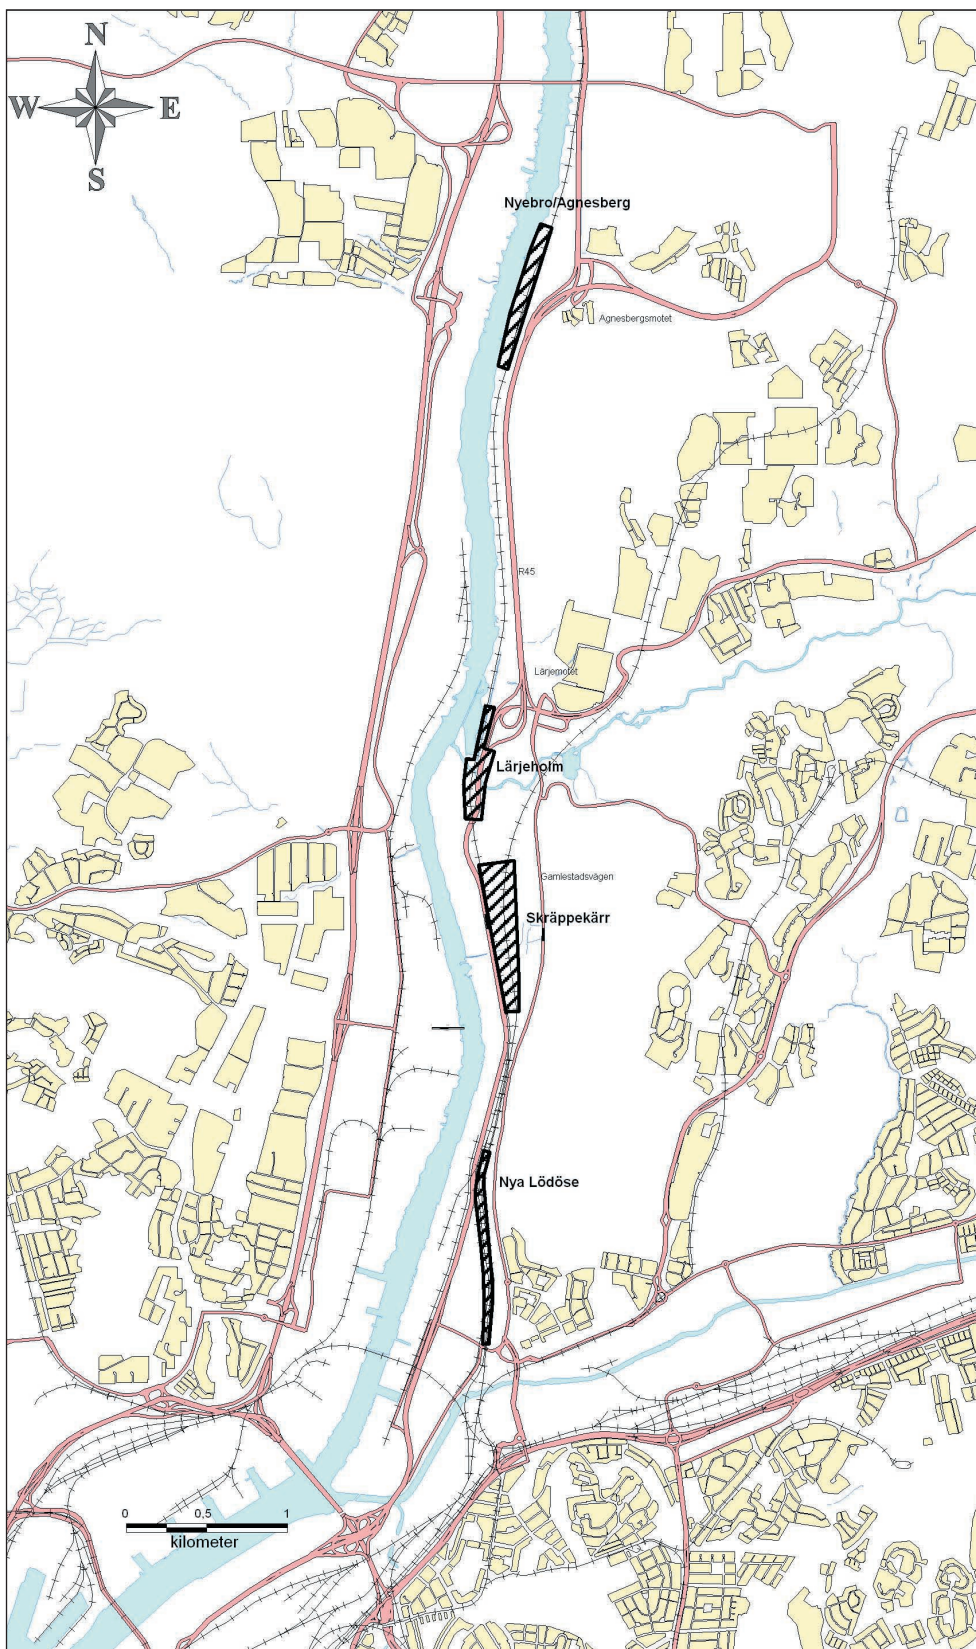 N
W E
S
Nyebro/Agnesberg
Agnesbergsmotet
R45
Lärjemotet
Lärjeholm
Gamlestadsvägen
Skräppekärr
Nya Lödöse
0 0,5 1
kilometer